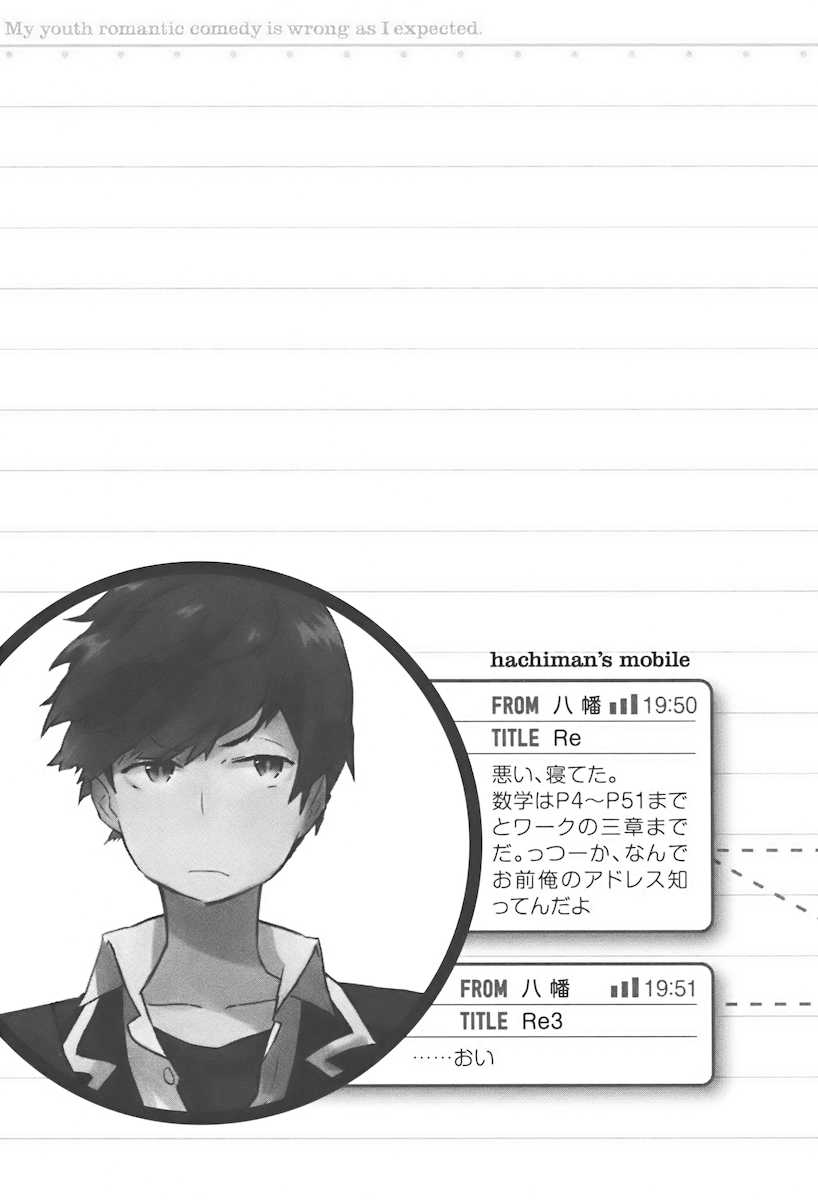 My youth romantic comedy is wrong as I expected.
hachiman's mobile
FROM 八幡 19:50
TITLE Re
悪い、寝てた。
数学はP4〜P51まで
とワークの三章まで
だ。っつーか、なんで
お前俺のアドレス知
ってんだよ
FROM 八幡 19:51
TITLE Re3
……おい